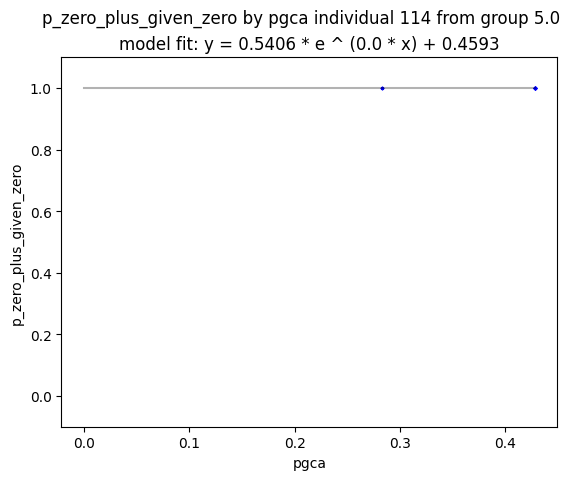 p_zero_plus_given_zero by pgca individual 114 from group 5.0
model fit: y = 0.5406 * e ^ (0.0 * x) + 0.4593
1.0
0.8
0.6
0.4
0.2
0.0
p_zero_plus_given_zero
0.0 0.1 0.2 0.3 0.4
pgca